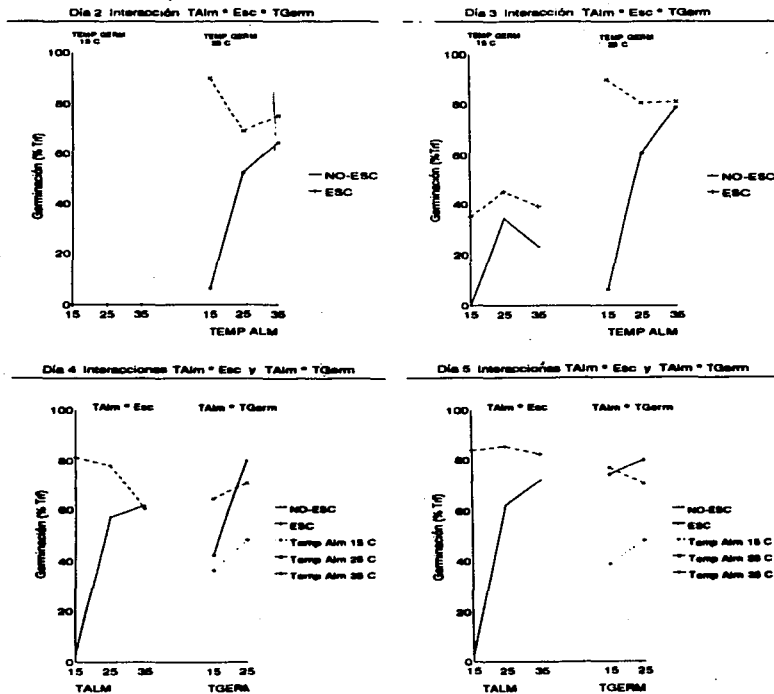 Día 2 Interacción TAlm * Esc * TGerm
TEMP GERM
15 C
TEMP GERM
25 C
100
80
60
40
20
0
Germinación (% Trf)
15 25 35
15 25 35
TEMP ALM
NO-ESC
ESC
Día 3 Interacción TAlm * Esc * TGerm
TEMP GERM
15 C
TEMP GERM
25 C
100
80
60
40
20
0
Germinación (% Trf)
15 25 35
15 25 35
TEMP ALM
NO-ESC
ESC
Día 4 Interacciones TAlm * Esc y TAlm * TGerm
TAlm * Esc
TAlm * TGerm
100
80
60
40
20
0
Germinación (% Trf)
15 25 35
15 25
TALM
TGERM
NO-ESC
ESC
Temp Alm 15 C
Temp Alm 25 C
Temp Alm 35 C
Día 5 Interacciones TAlm * Esc y TAlm * TGerm
TAlm * Esc
TAlm * TGerm
100
80
60
40
20
0
Germinación (% Trf)
15 25 35
15 25
TALM
TGERM
NO-ESC
ESC
Temp Alm 15 C
Temp Alm 25 C
Temp Alm 35 C